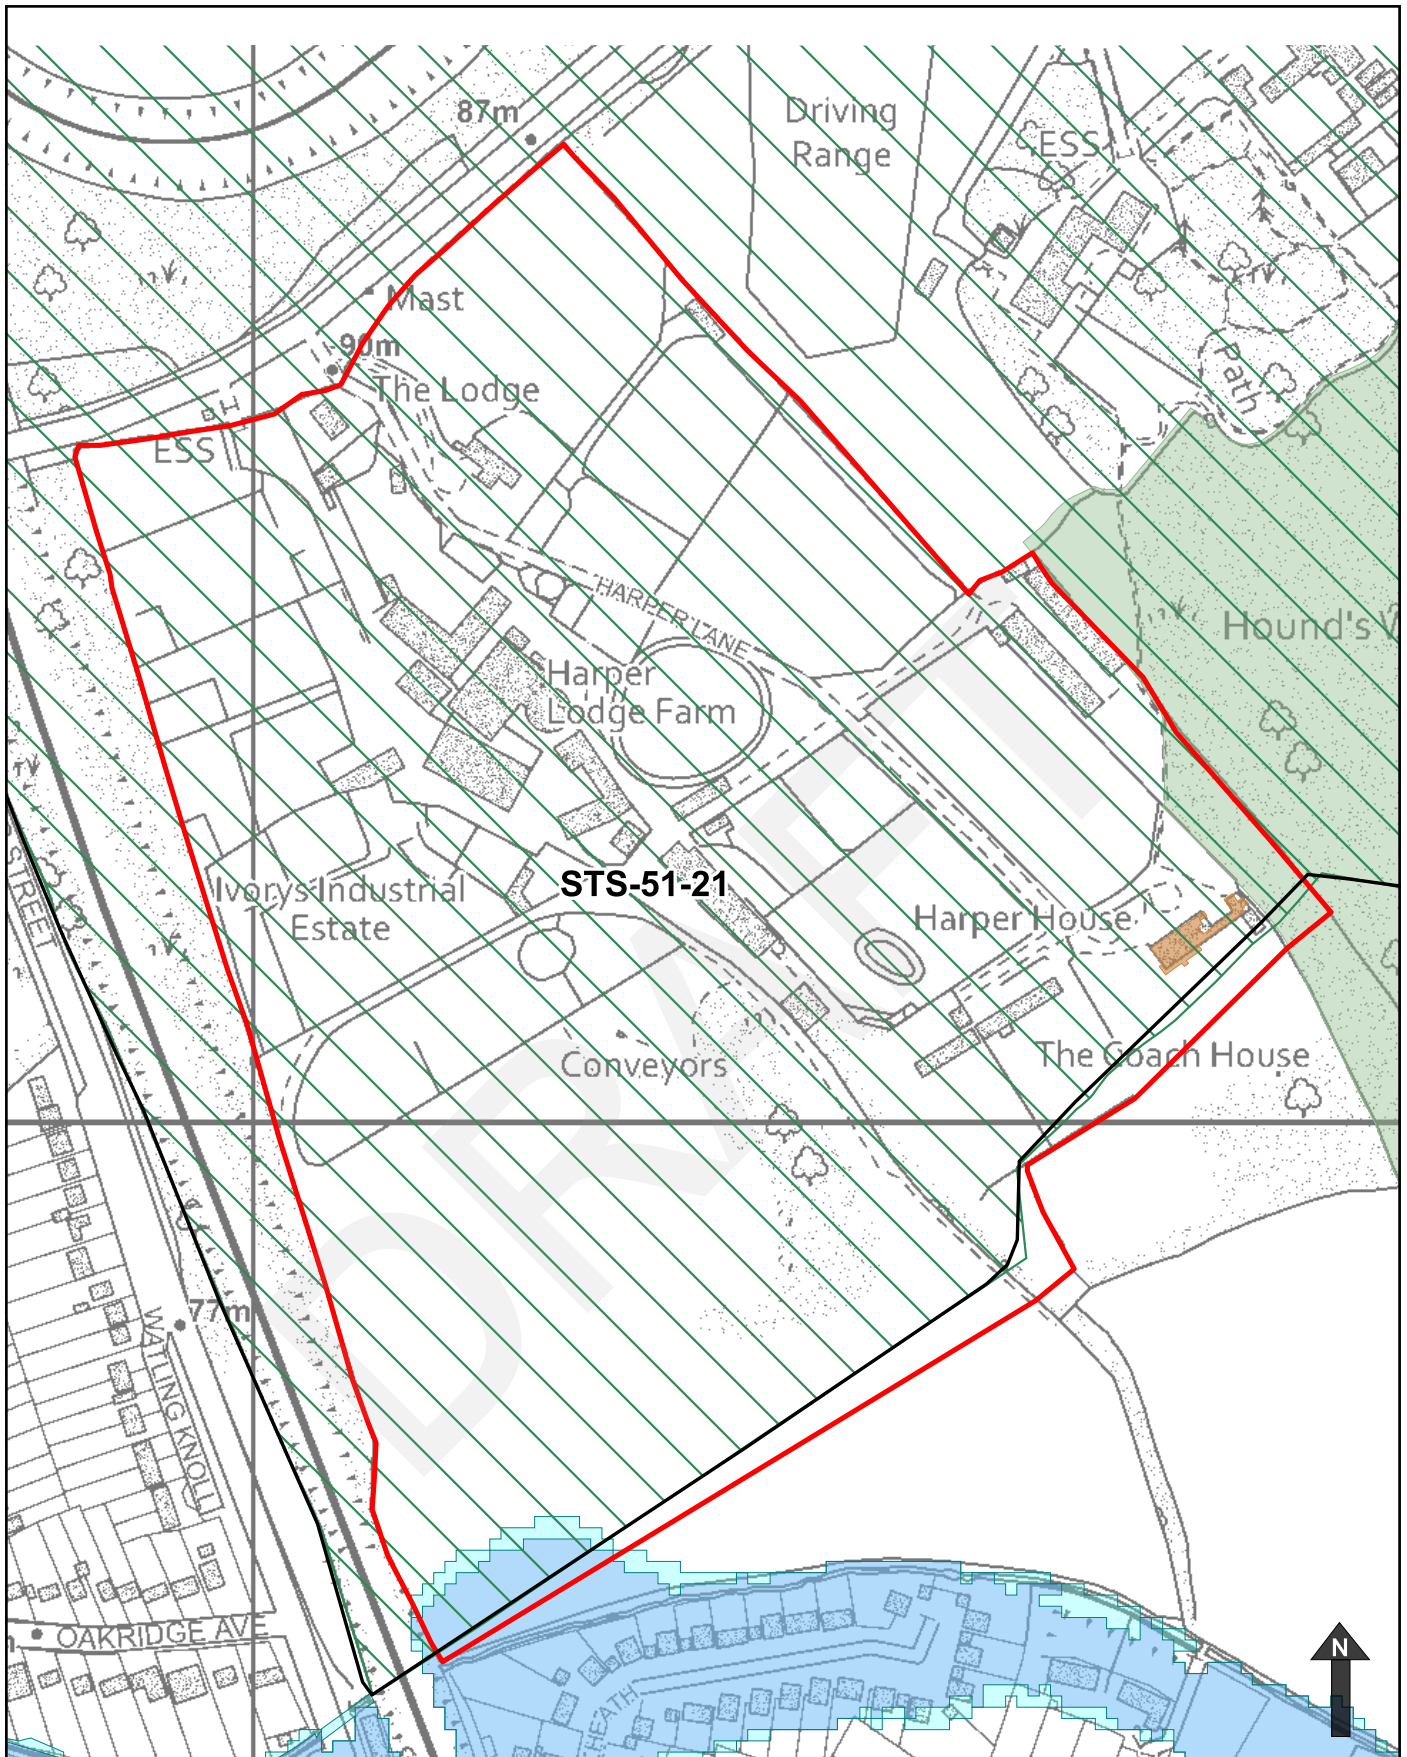 87m
Driving
Range
ESS
Mast
90m
The Lodge
Path
ESS
HARPER LANE
Hound's
Harper
Lodge Farm
STS-51-21
Ivorys Industrial
Estate
Harper House
STREET
Conveyors
The Coach House
DRAFT
77m
WATLING KNOLL
OAKRIDGE AVE
HEATH
N